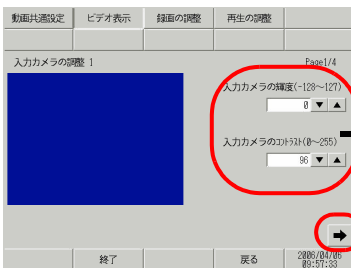 動画共通設定 ビデオ表示 録画の調整 再生の調整
入力カメラの調整 1 Page1/4
入力カメラの輝度(-128～127)
0
入力カメラのコントラスト(0～255)
96
終了 戻る 2006/04/06
09:57:33